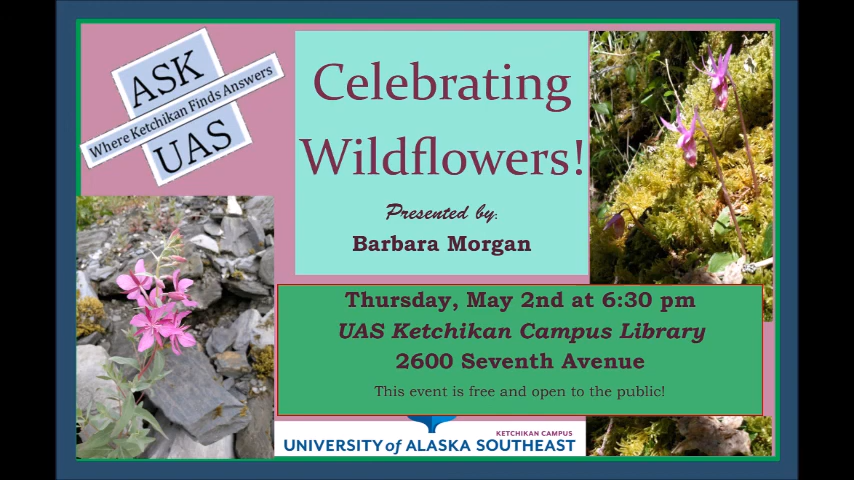 ASK
Where Ketchikan Finds Answers
UAS
Celebrating
Wildflowers!
Presented by:
Barbara Morgan
Thursday, May 2nd at 6:30 pm
UAS Ketchikan Campus Library
2600 Seventh Avenue
This event is free and open to the public!
KETCHIKAN CAMPUS
UNIVERSITY of ALASKA SOUTHEAST